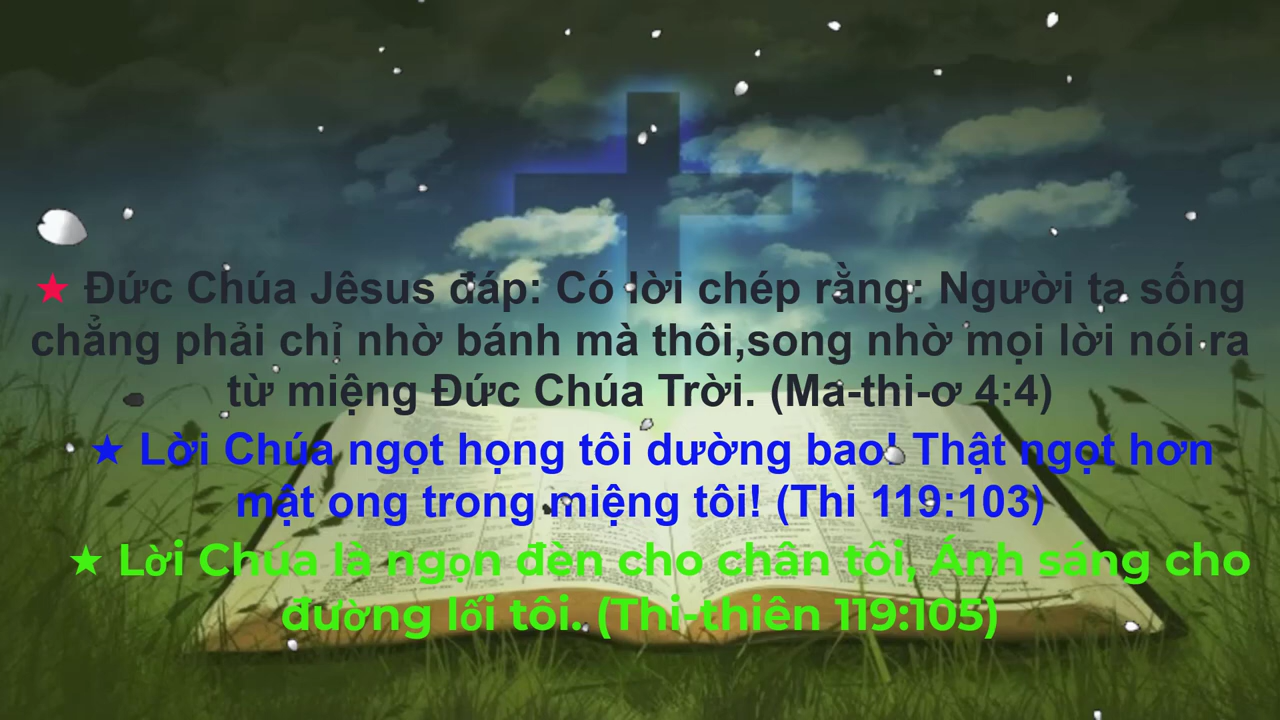 ★ Đức Chúa Jêsus đáp: Có lời chép rằng: Người ta sống
chẳng phải chỉ nhờ bánh mà thôi,song nhờ mọi lời nói ra
từ miệng Đức Chúa Trời. (Ma-thi-ơ 4:4)
★ Lời Chúa ngọt họng tôi dường bao! Thật ngọt hơn
mật ong trong miệng tôi! (Thi 119:103)
★ Lời Chúa là ngọn đèn cho chân tôi, Ánh sáng cho
đường lối tôi. (Thi-thiên 119:105)